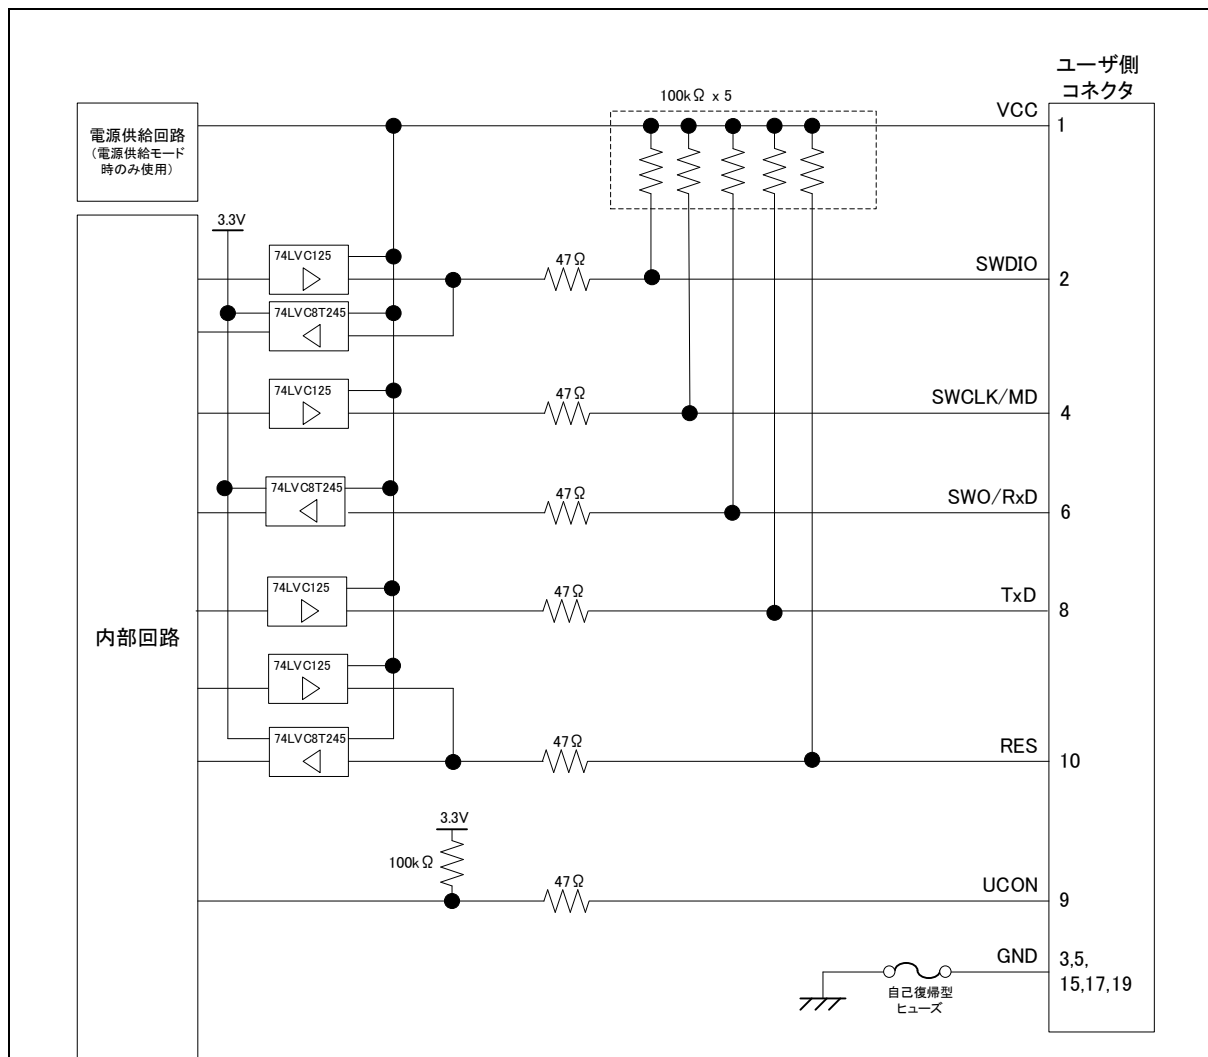 ユーザ側
コネクタ
100kΩ x 5
VCC
1
電源供給回路
(電源供給モード
時のみ使用)
3.3V
74LVC125
47Ω
SWDIO
2
74LVC8T245
74LVC125
47Ω
SWCLK/MD
4
74LVC8T245
47Ω
SWO/RxD
6
74LVC125
47Ω
TxD
8
内部回路
74LVC125
74LVC8T245
47Ω
RES
10
3.3V
100kΩ
47Ω
UCON
9
GND
3,5,
15,17,19
自己復帰型
ヒューズ